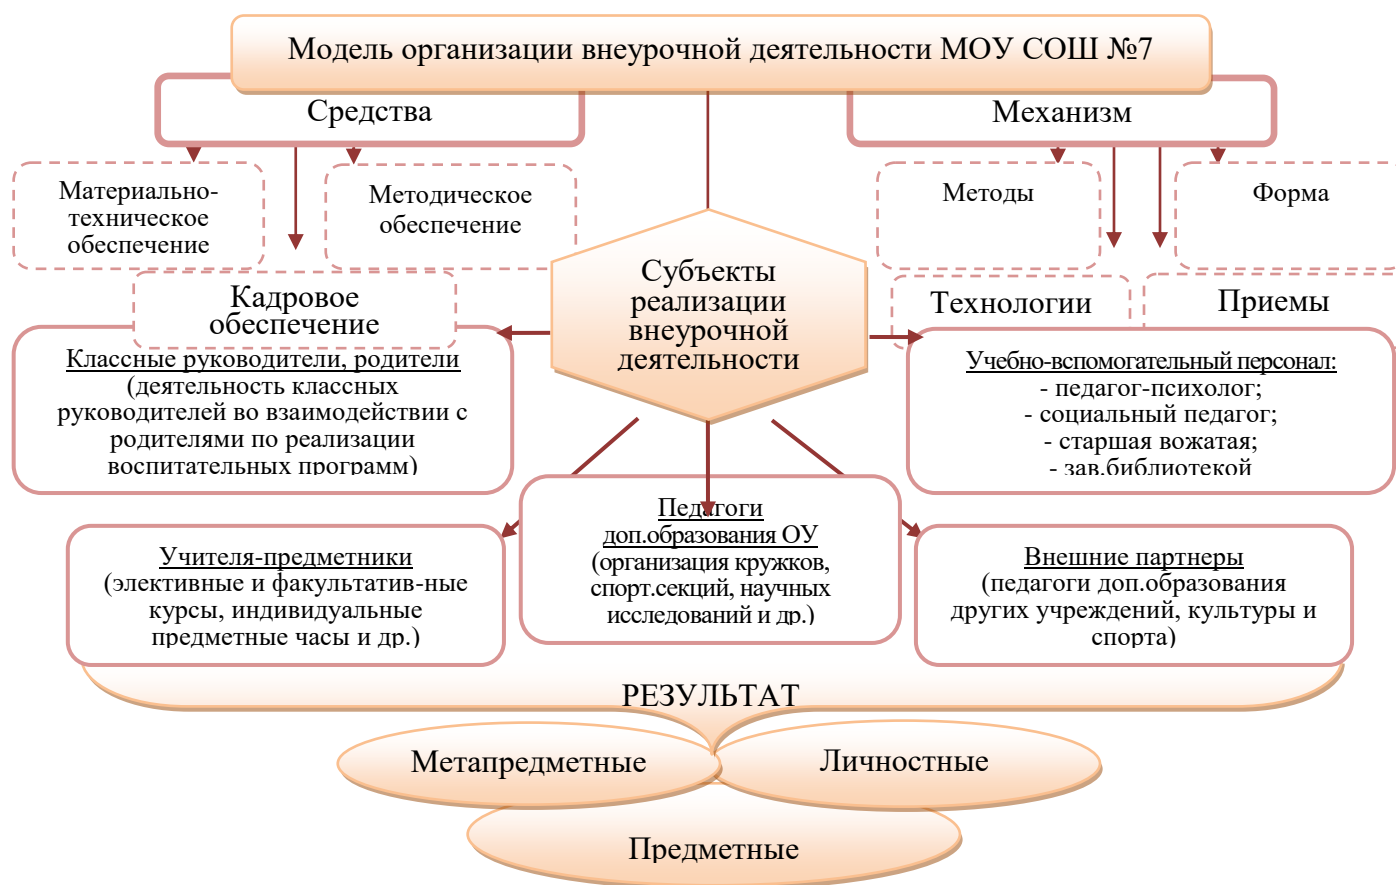 Модель организации внеурочной деятельности МОУ СОШ №7
Средства
Механизм
Материально-
техническое
обеспечение
Методическое
обеспечение
Методы
Форма
Кадровое
обеспечение
Технологии
Приемы
Субъекты
реализации
внеурочной
деятельности
Классные руководители, родители
(деятельность классных
руководителей во взаимодействии с
родителями по реализации
воспитательных программ)
Учебно-вспомогательный персонал:
- педагог-психолог;
- социальный педагог;
- старшая вожатая;
- зав.библиотекой
Учителя-предметники
(элективные и факультатив-ные
курсы, индивидуальные
предметные часы и др.)
Педагоги
доп.образования ОУ
(организация кружков,
спорт.секций, научных
исследований и др.)
Внешние партнеры
(педагоги доп.образования
других учреждений, культуры и
спорта)
РЕЗУЛЬТАТ
Метапредметные
Личностные
Предметные